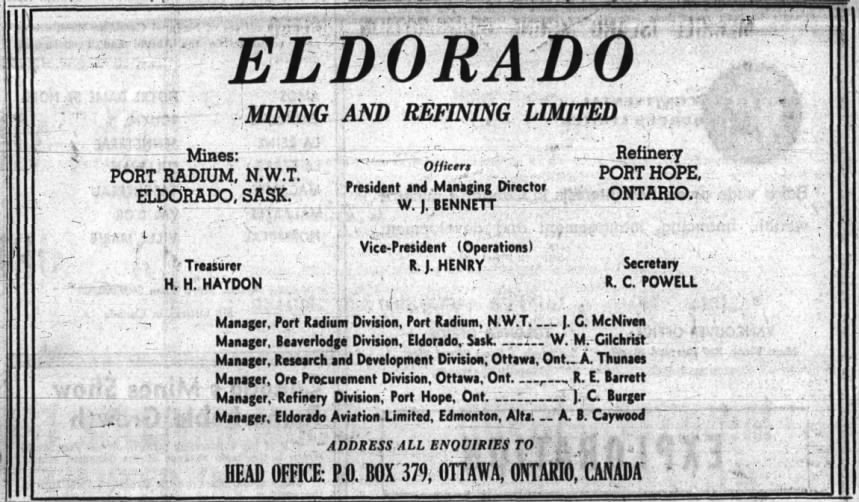 ELDORADO
MINING AND REFINING LIMITED
Mines:
PORT RADIUM, N.W.T.
ELDORADO, SASK.
Officers
President and Managing Director
W. J. BENNETT
Refinery
PORT HOPE,
ONTARIO.
Vice-President (Operations)
R. J. HENRY
Treasurer
H. H. HAYDON
Secretary
R. C. POWELL
Manager, Port Radium Division, Port Radium, N.W.T. --- J. G. McNiven
Manager, Beaverlodge Division, Eldorado, Sask. ------- W. M. Gilchrist
Manager, Research and Development Division, Ottawa, Ont.. A. Thunaes
Manager, Ore Procurement Division, Ottawa, Ont. -------- R. E. Barrett
Manager, Refinery Division, Port Hope, Ont. ----------- J. C. Burger
Manager, Eldorado Aviation Limited, Edmonton, Alta. -- A. B. Caywood
ADDRESS ALL ENQUIRIES TO
HEAD OFFICE: P.O. BOX 379, OTTAWA, ONTARIO, CANADA